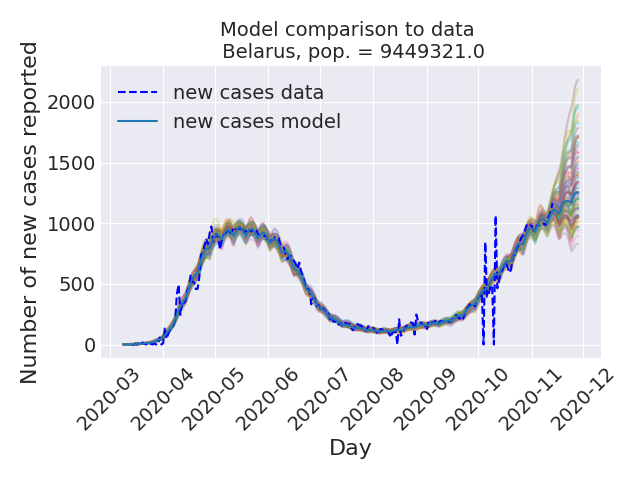 Model comparison to data
Belarus, pop. = 9449321.0
Number of new cases reported
2000
1500
1000
500
0
new cases data
new cases model
2020-03
2020-04
2020-05
2020-06
2020-07
2020-08
2020-09
2020-10
2020-11
2020-12
Day